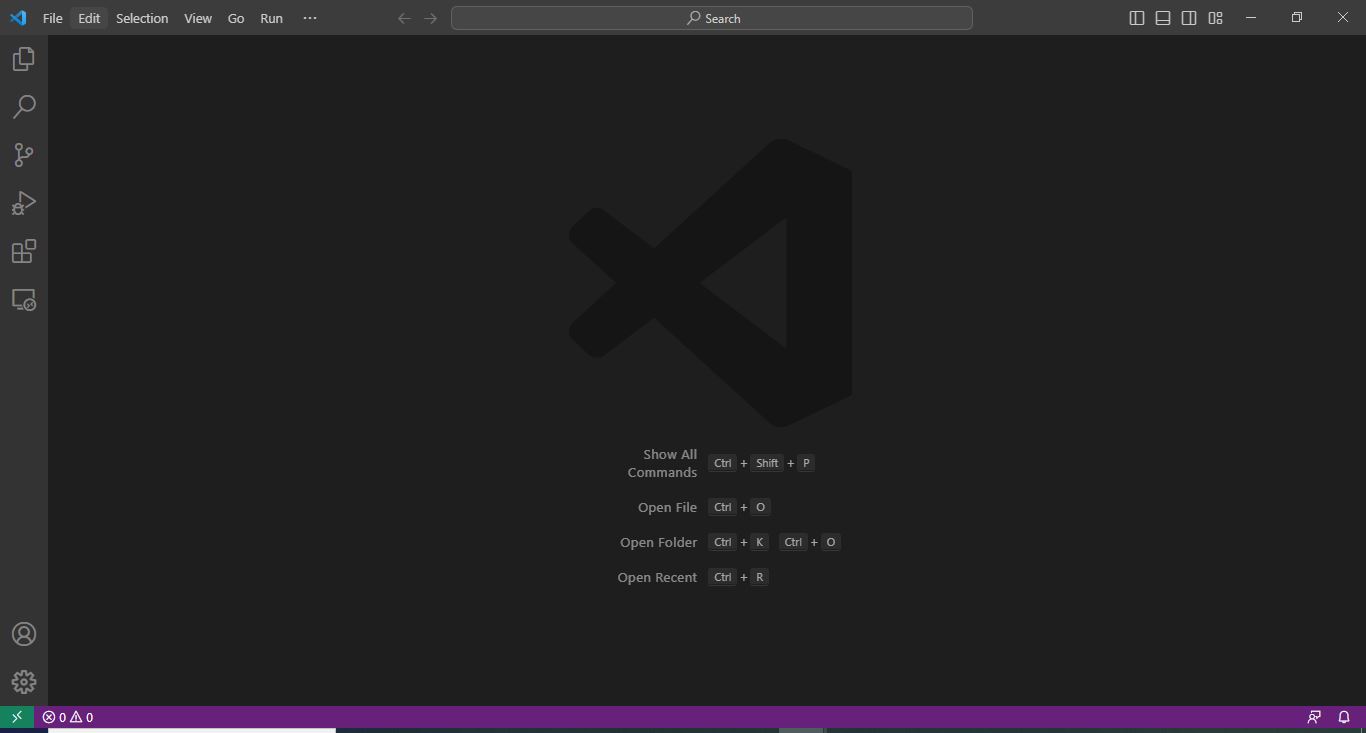 File Edit Selection View Go Run ···
Search
Show All
Commands Ctrl + Shift + P
Open File Ctrl + O
Open Folder Ctrl + K Ctrl + O
Open Recent Ctrl + R
0 0